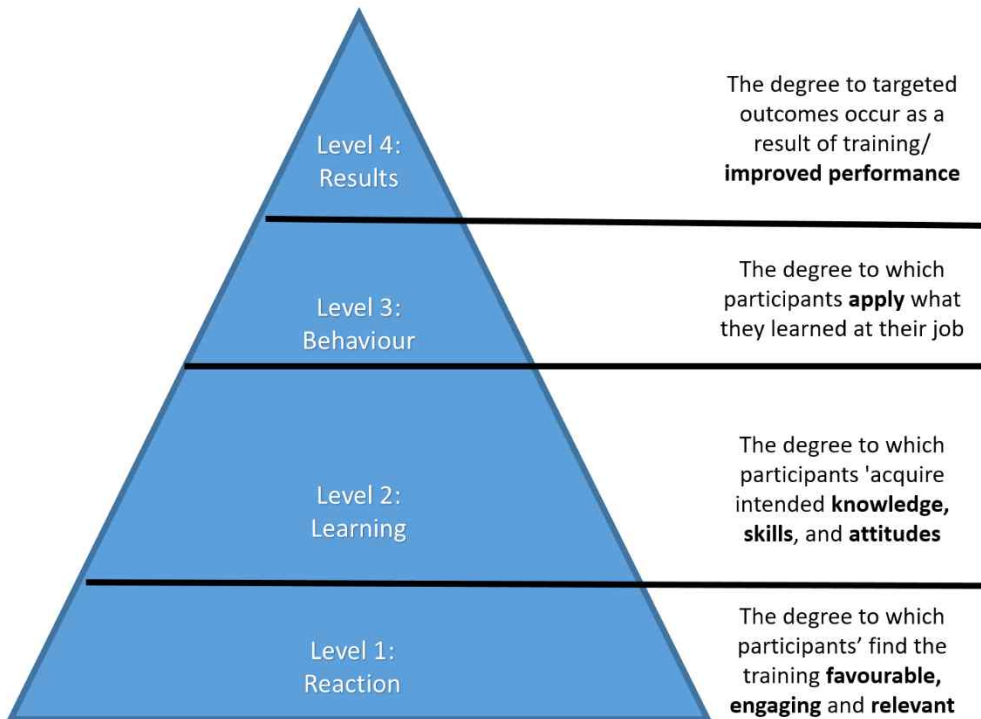 Level 4:
Results
The degree to targeted
outcomes occur as a
result of training/
improved performance
Level 3:
Behaviour
The degree to which
participants apply what
they learned at their job
Level 2:
Learning
The degree to which
participants 'acquire
intended knowledge,
skills, and attitudes
Level 1:
Reaction
The degree to which
participants’ find the
training favourable,
engaging and relevant